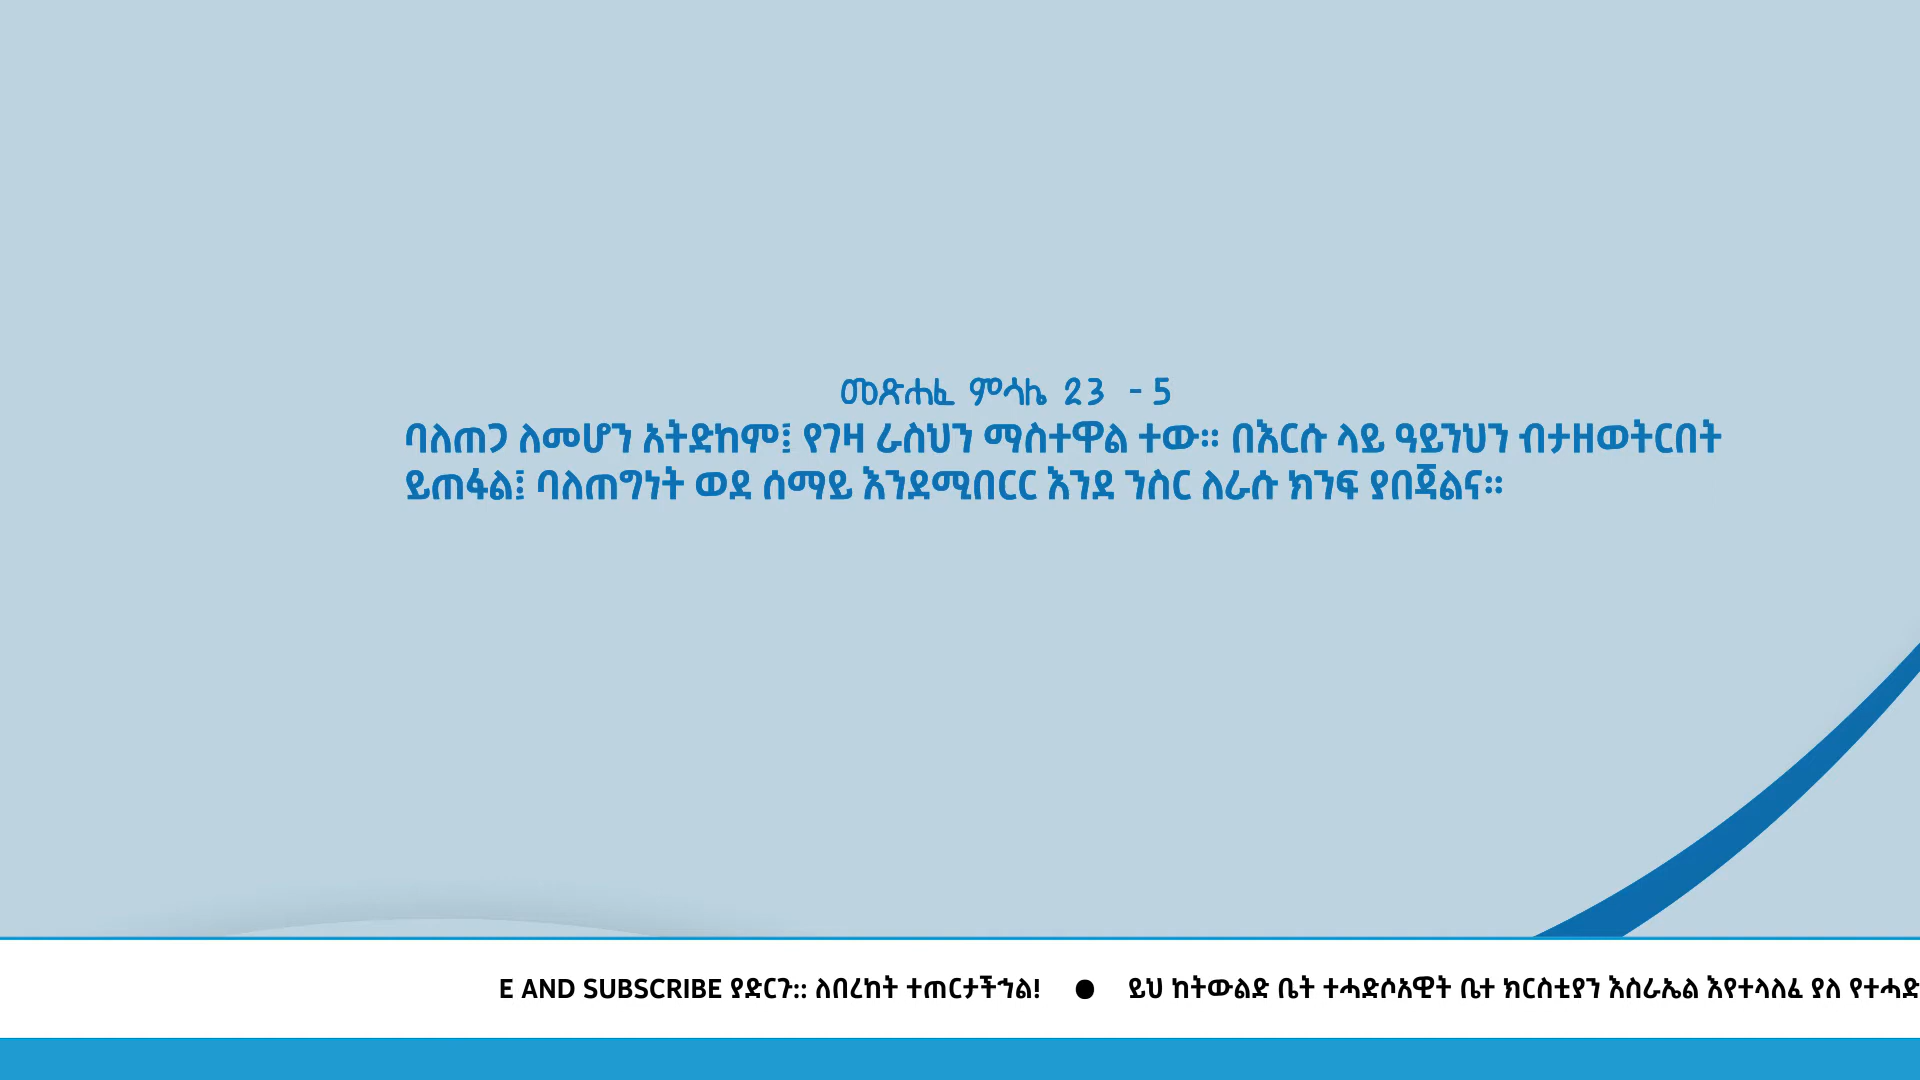 መጽሐፈ ምሳሌ 23 - 5
ባለጠጋ ለመሆን አትድከም፤ የገዛ ራስህን ማስተዋል ተው። በእርሱ ላይ ዓይንህን ብታዘወትርበት
ይጠፋል፤ ባለጠግነት ወደ ሰማይ እንደሚበርር እንደ ንስር ለራሱ ክንፍ ያበጃልና።
E AND SUBSCRIBE ያድርጉ:: ለበረከት ተጠርታችኀል! ● ይህ ከትውልድ ቤት ተሓድሶአዊት ቤተ ክርስቲያን እስራኤል እየተላለፈ ያለ የተሓድ